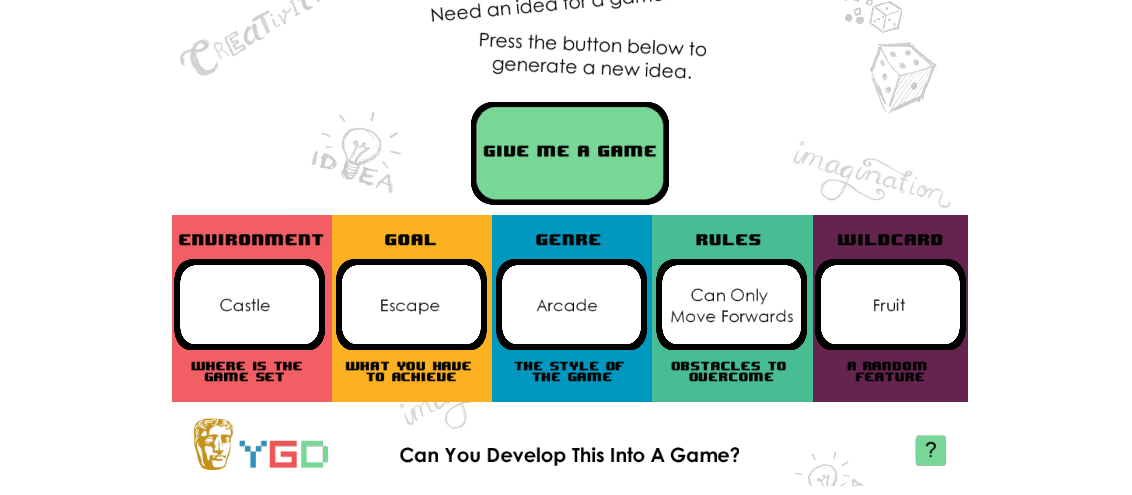 CREATIVIT
Need an idea for a game
Press the button below to
generate a new idea.
IDEA
GIVE ME A GAME
imagination
ENVIRONMENT
GOAL
GENRE
RULES
WILDCARD
Castle
Escape
Arcade
Can Only
Move Forwards
Fruit
WHERE IS THE
GAME SET
WHAT YOU HAVE
TO ACHIEVE
THE STYLE OF
THE GAME
OBSTACLES TO
OVERCOME
A RANDOM
FEATURE
YGD
Can You Develop This Into A Game?
?